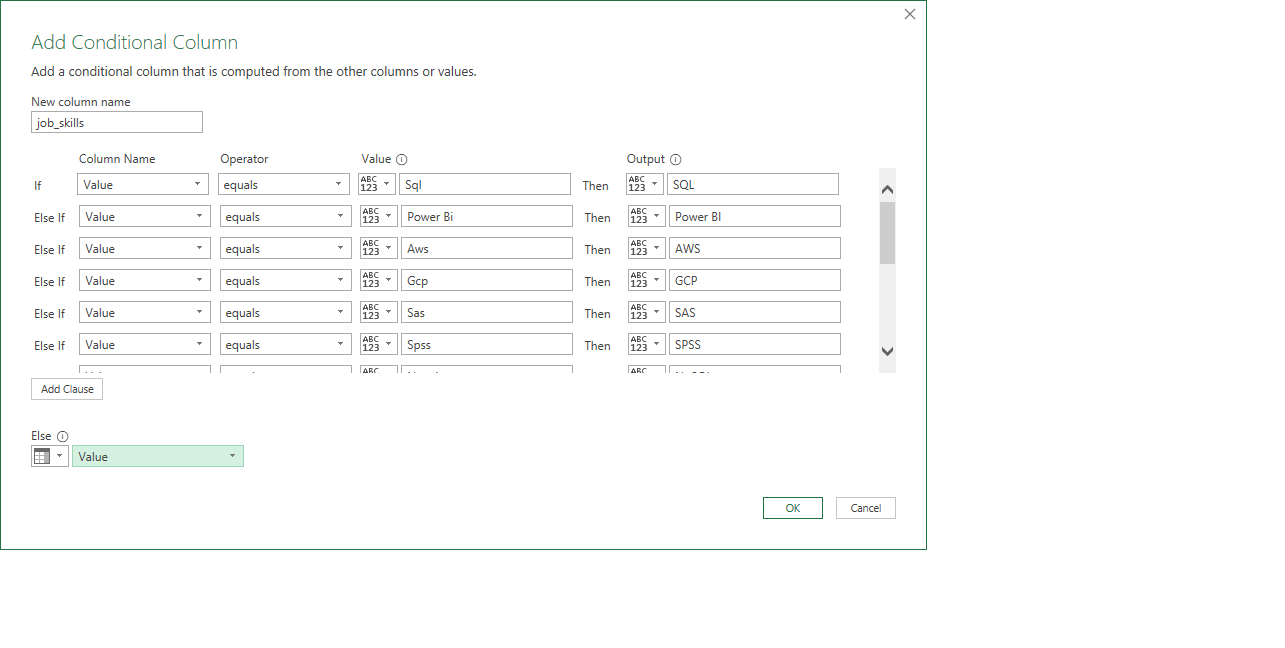 Add Conditional Column
Add a conditional column that is computed from the other columns or values.
New column name
job_skills
Column Name Operator Value Output
If Value equals ABC 123 Sql Then ABC 123 SQL
Else If Value equals ABC 123 Power Bi Then ABC 123 Power BI
Else If Value equals ABC 123 Aws Then ABC 123 AWS
Else If Value equals ABC 123 Gcp Then ABC 123 GCP
Else If Value equals ABC 123 Sas Then ABC 123 SAS
Else If Value equals ABC 123 Spss Then ABC 123 SPSS
ABC ABC
Add Clause
Else
Value
OK Cancel